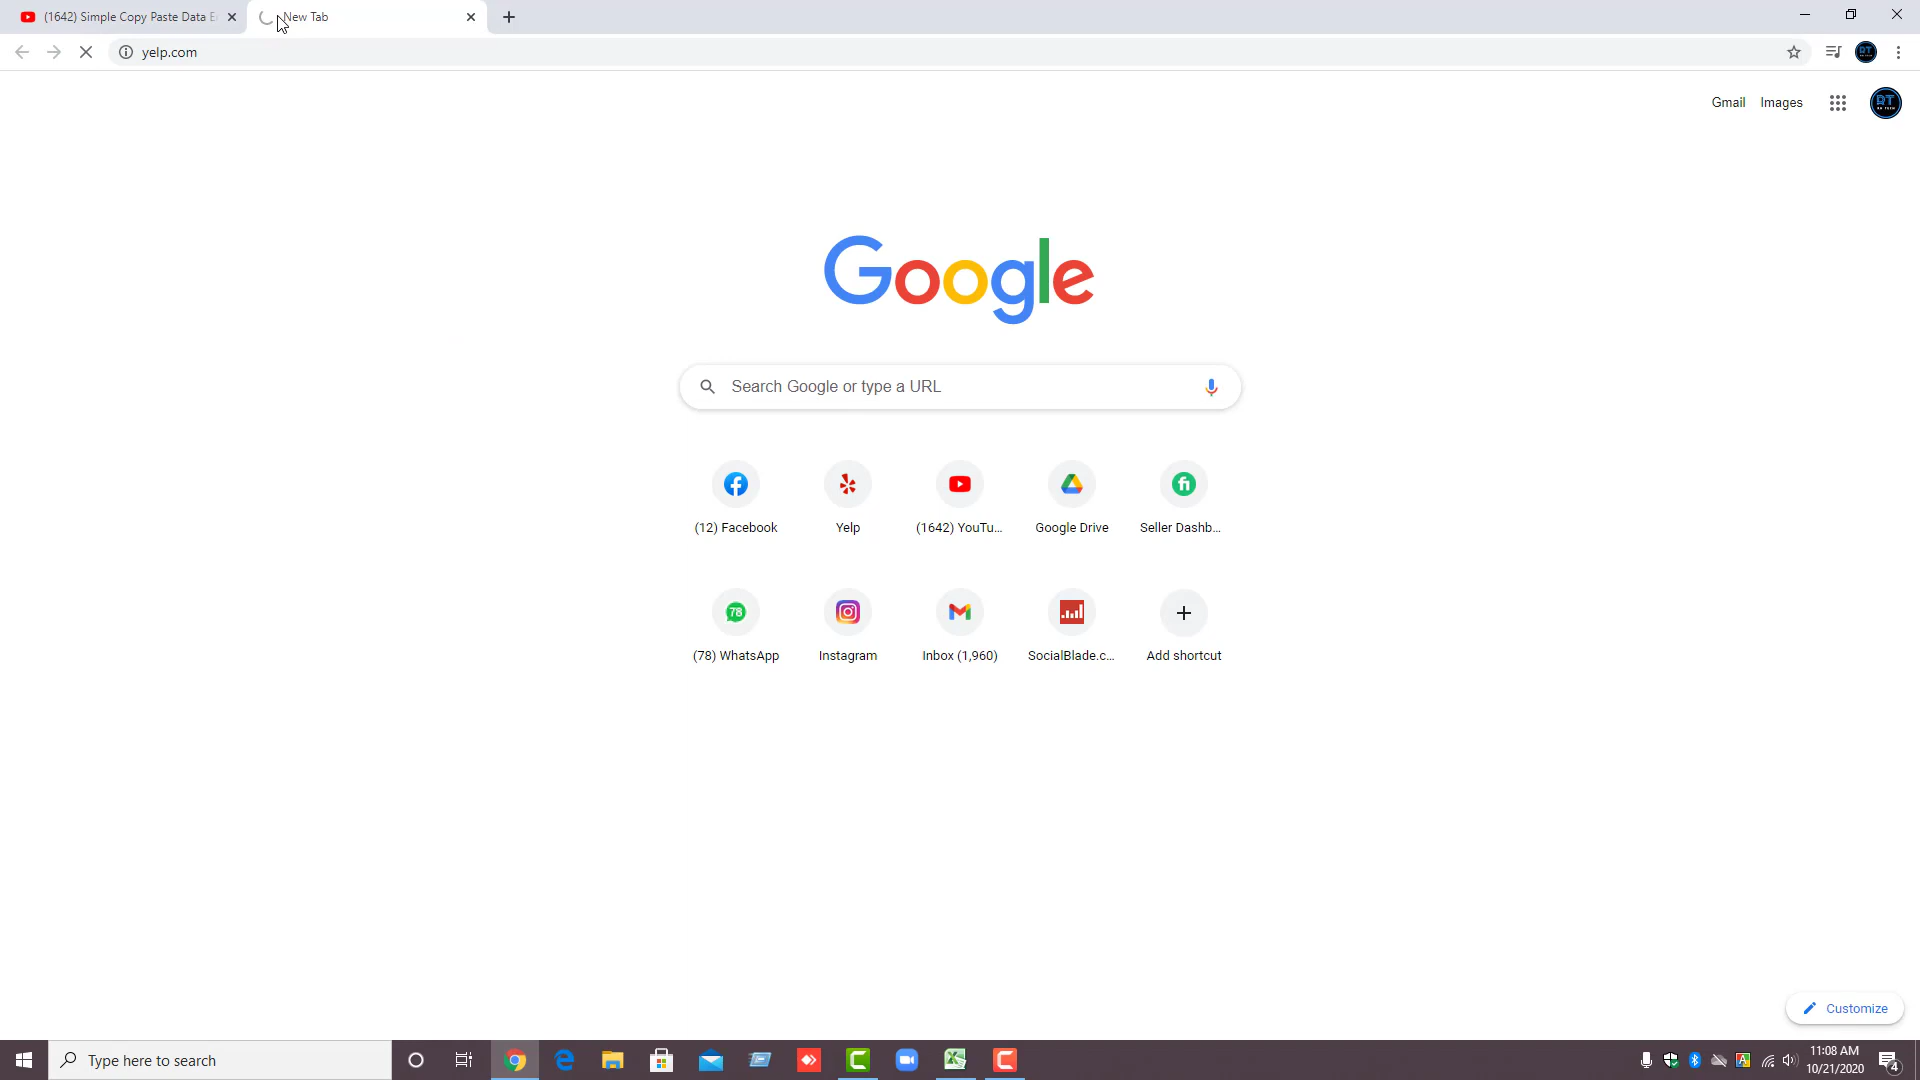 (1642) Simple Copy Paste Data E
New Tab
yelp.com
Gmail
Images
RT
Google
Search Google or type a URL
(12) Facebook
Yelp
(1642) YouTu...
Google Drive
Seller Dashb...
78
(78) WhatsApp
Instagram
Inbox (1,960)
SocialBlade.c...
Add shortcut
Customize
Type here to search
11:08 AM
10/21/2020
4